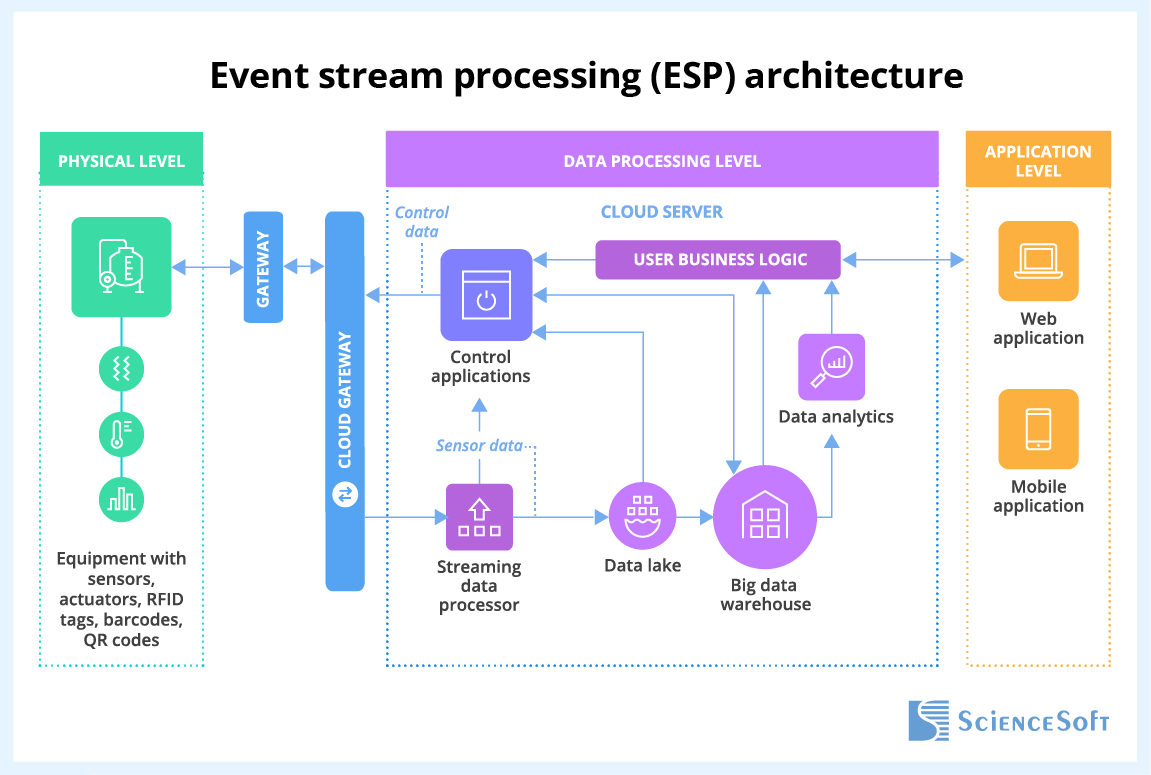 Event stream processing (ESP) architecture
PHYSICAL LEVEL
Equipment with
sensors,
actuators, RFID
tags, barcodes,
QR codes
GATEWAY
CLOUD GATEWAY
DATA PROCESSING LEVEL
CLOUD SERVER
Control
data
USER BUSINESS LOGIC
Control
applications
Data analytics
Sensor data
Streaming
data
processor
Data lake
Big data
warehouse
APPLICATION
LEVEL
Web
application
Mobile
application
ScienceSoft